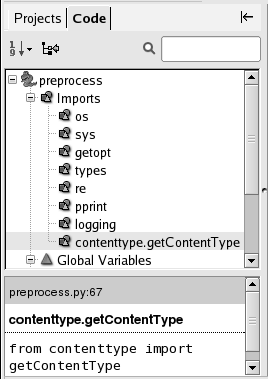 Projects Code
preprocess
Imports
os
sys
getopt
types
re
pprint
logging
contenttype.getContentType
Global Variables
preprocess.py:67
contenttype.getContentType
from contenttype import
getContentType